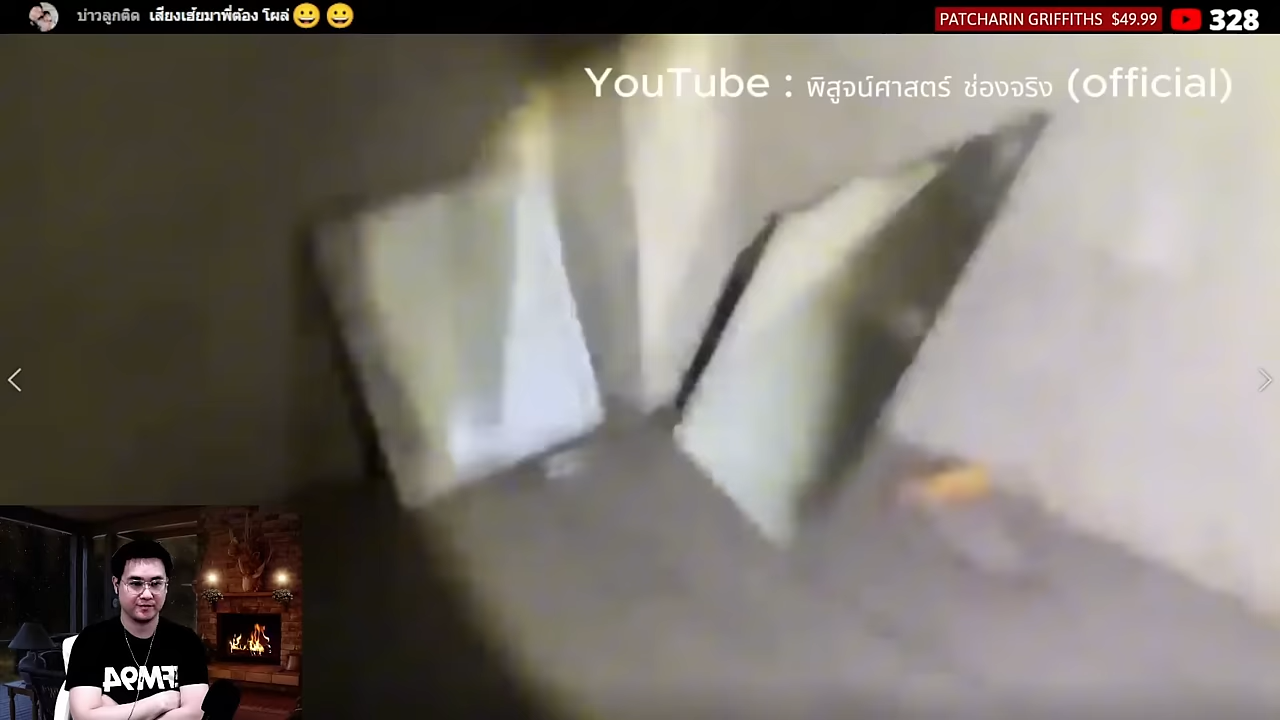 บ่าวลูกติด เสียงเฮ้ยมาพี่ต้อง โผล่ 😀 😀
PATCHARIN GRIFFITHS $49.99 328
YouTube : พิสูจน์ศาสตร์ ช่องจริง (official)